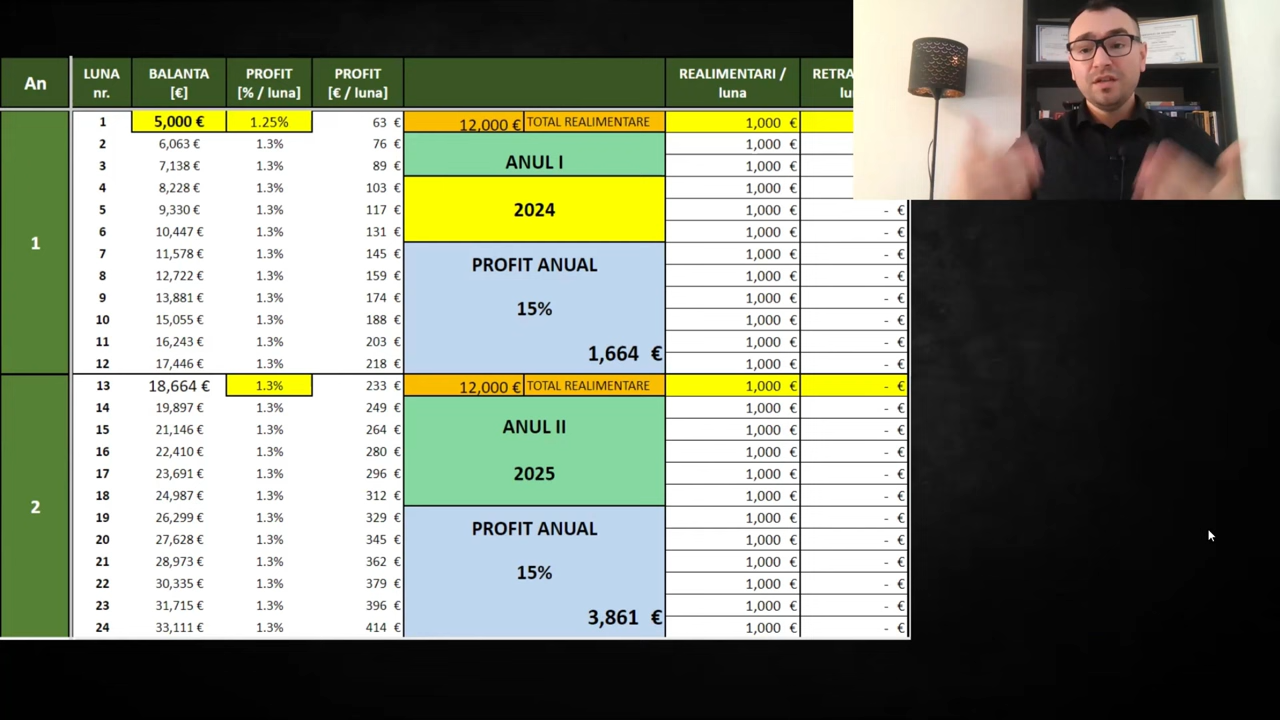 An LUNA nr. BALANTA [€] PROFIT [% / luna] PROFIT [€ / luna] REALIMENTARI / luna
1
1 5,000 € 1.25% 63 € 12,000 € TOTAL REALIMENTARE 1,000 €
2 6,063 € 1.3% 76 € 1,000 €
ANUL I
3 7,138 € 1.3% 89 € 1,000 €
4 8,228 € 1.3% 103 € 1,000 €
5 9,330 € 1.3% 117 € 2024 1,000 € - €
6 10,447 € 1.3% 131 € 1,000 € - €
7 11,578 € 1.3% 145 € PROFIT ANUAL 1,000 € - €
8 12,722 € 1.3% 159 € 1,000 € - €
9 13,881 € 1.3% 174 € 15% 1,000 € - €
10 15,055 € 1.3% 188 € 1,000 € - €
11 16,243 € 1.3% 203 € 1,664 € 1,000 € - €
12 17,446 € 1.3% 218 € 1,000 € - €
2
13 18,664 € 1.3% 233 € 12,000 € TOTAL REALIMENTARE 1,000 € - €
14 19,897 € 1.3% 249 € 1,000 € - €
15 21,146 € 1.3% 264 € ANUL II 1,000 € - €
16 22,410 € 1.3% 280 € 1,000 € - €
17 23,691 € 1.3% 296 € 2025 1,000 € - €
18 24,987 € 1.3% 312 € 1,000 € - €
19 26,299 € 1.3% 329 € PROFIT ANUAL 1,000 € - €
20 27,628 € 1.3% 345 € 1,000 € - €
21 28,973 € 1.3% 362 € 15% 1,000 € - €
22 30,335 € 1.3% 379 € 1,000 € - €
23 31,715 € 1.3% 396 € 3,861 € 1,000 € - €
24 33,111 € 1.3% 414 € 1,000 € - €